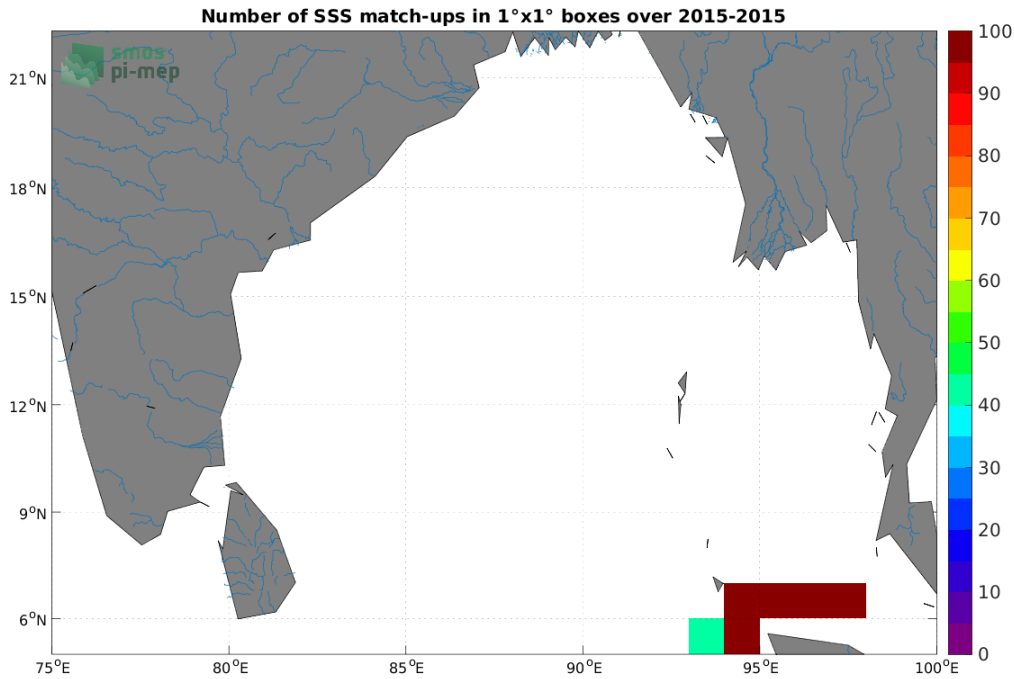 Number of SSS match-ups in 1°x1° boxes over 2015-2015
smos
pi-mep
21°N
18°N
15°N
12°N
9°N
6°N
75°E
80°E
85°E
90°E
95°E
100°E
100
90
80
70
60
50
40
30
20
10
0